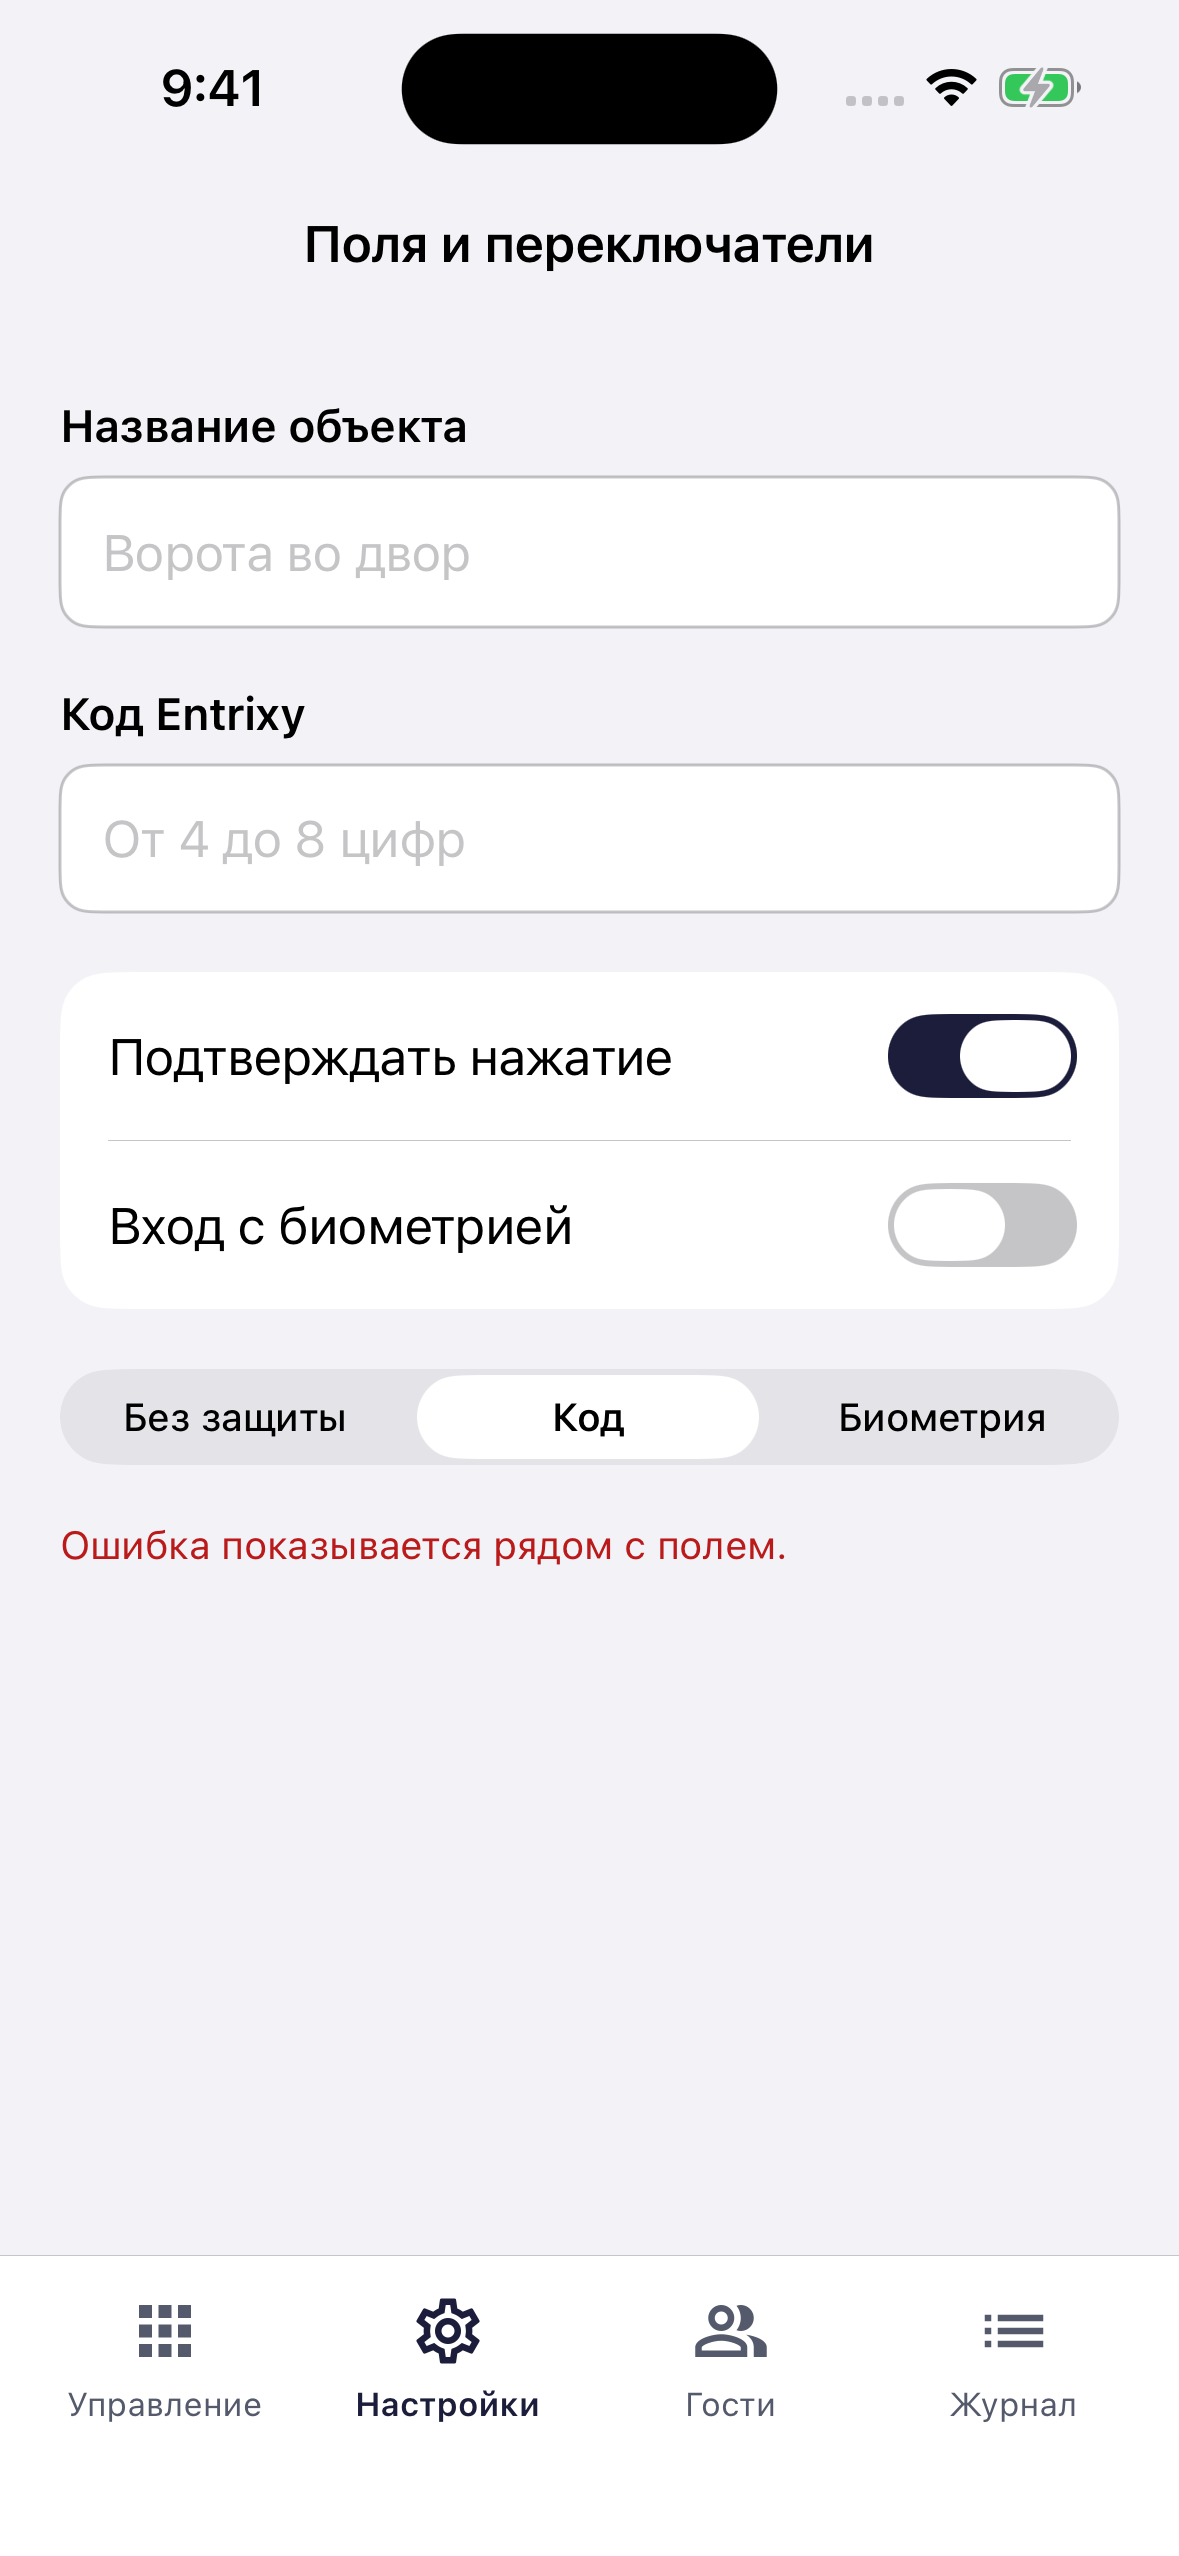 9:41
Поля и переключатели
Название объекта
Ворота во двор
Код Entrixy
От 4 до 8 цифр
Подтверждать нажатие
Вход с биометрией
Без защиты Код Биометрия
Ошибка показывается рядом с полем.
Управление Настройки Гости Журнал